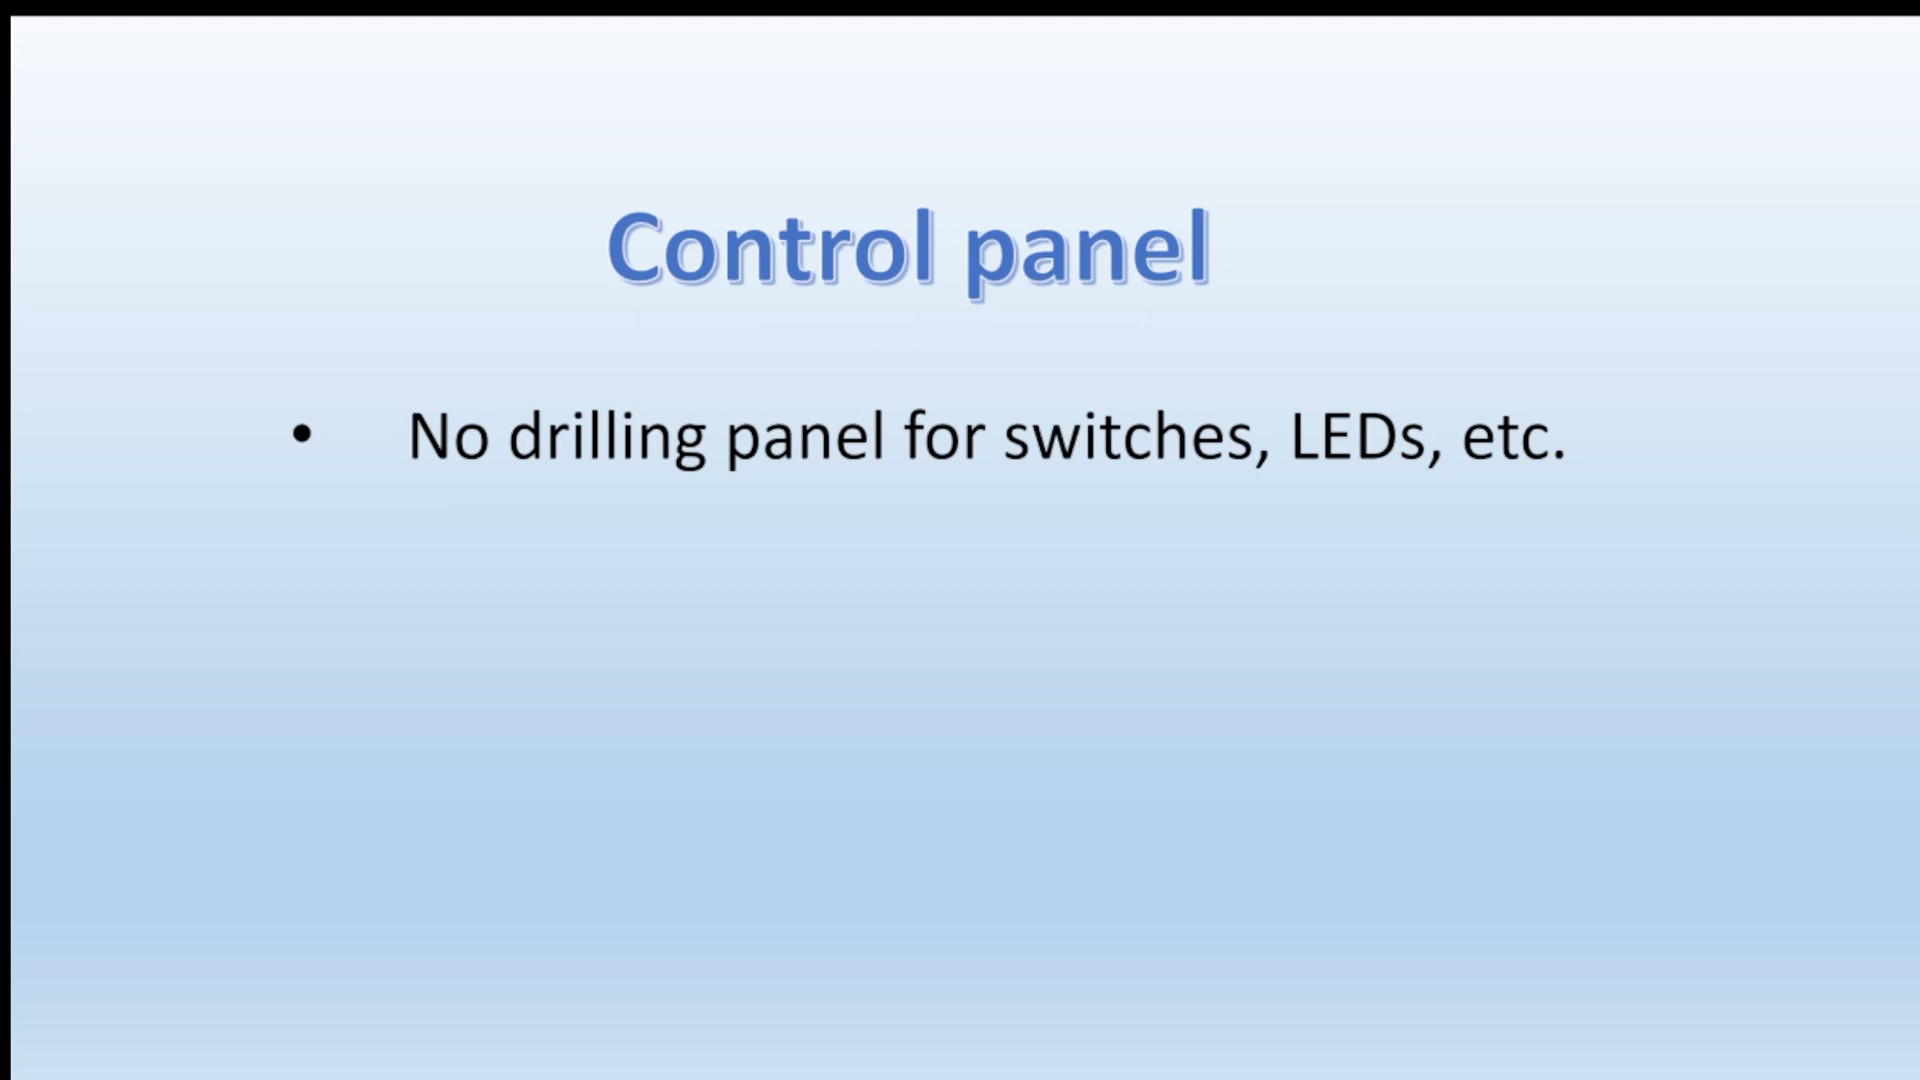 Control panel
• No drilling panel for switches, LEDs, etc.